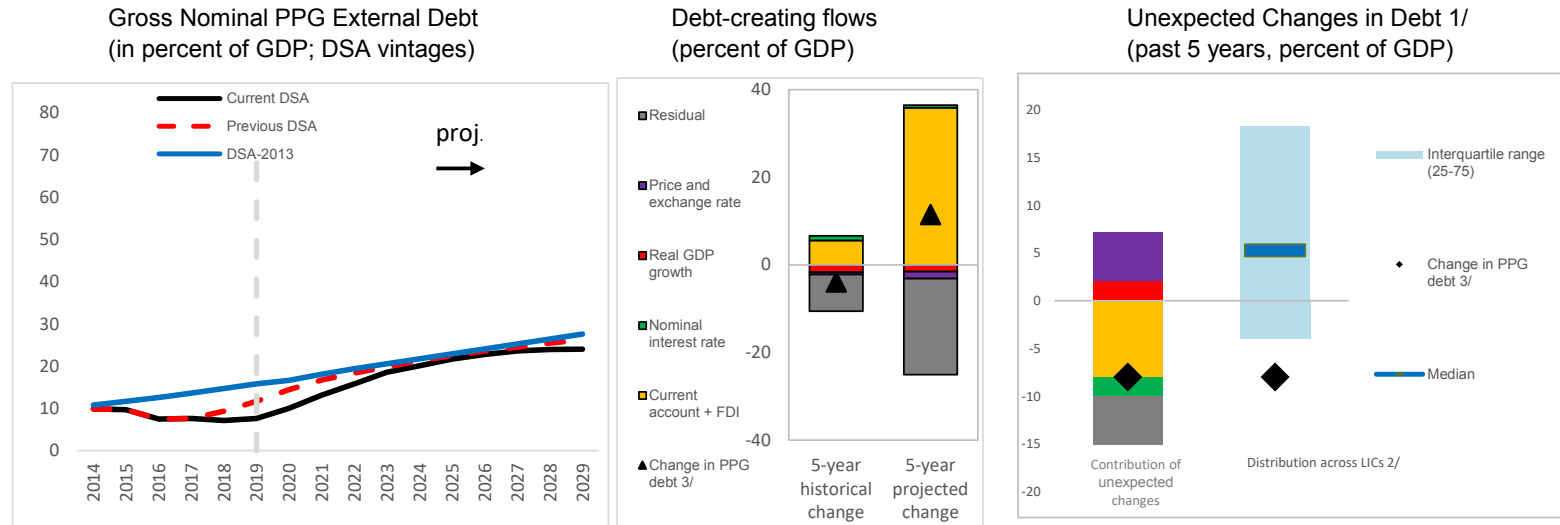 Gross Nominal PPG External Debt
(in percent of GDP; DSA vintages)
80
70
60
50
40
30
20
10
0
Current DSA
Previous DSA
DSA-2013
proj.
2014
2015
2016
2017
2018
2019
2020
2021
2022
2023
2024
2025
2026
2027
2028
2029
Debt-creating flows
(percent of GDP)
Residual
Price and
exchange rate
Real GDP
growth
Nominal
interest rate
Current
account + FDI
Change in PPG
debt 3/
40
20
0
-20
-40
5-year
historical
change
5-year
projected
change
Unexpected Changes in Debt 1/
(past 5 years, percent of GDP)
20
15
10
5
0
-5
-10
-15
-20
Contribution of
unexpected
changes
Distribution across LICs 2/
Interquartile range
(25-75)
Change in PPG
debt 3/
Median